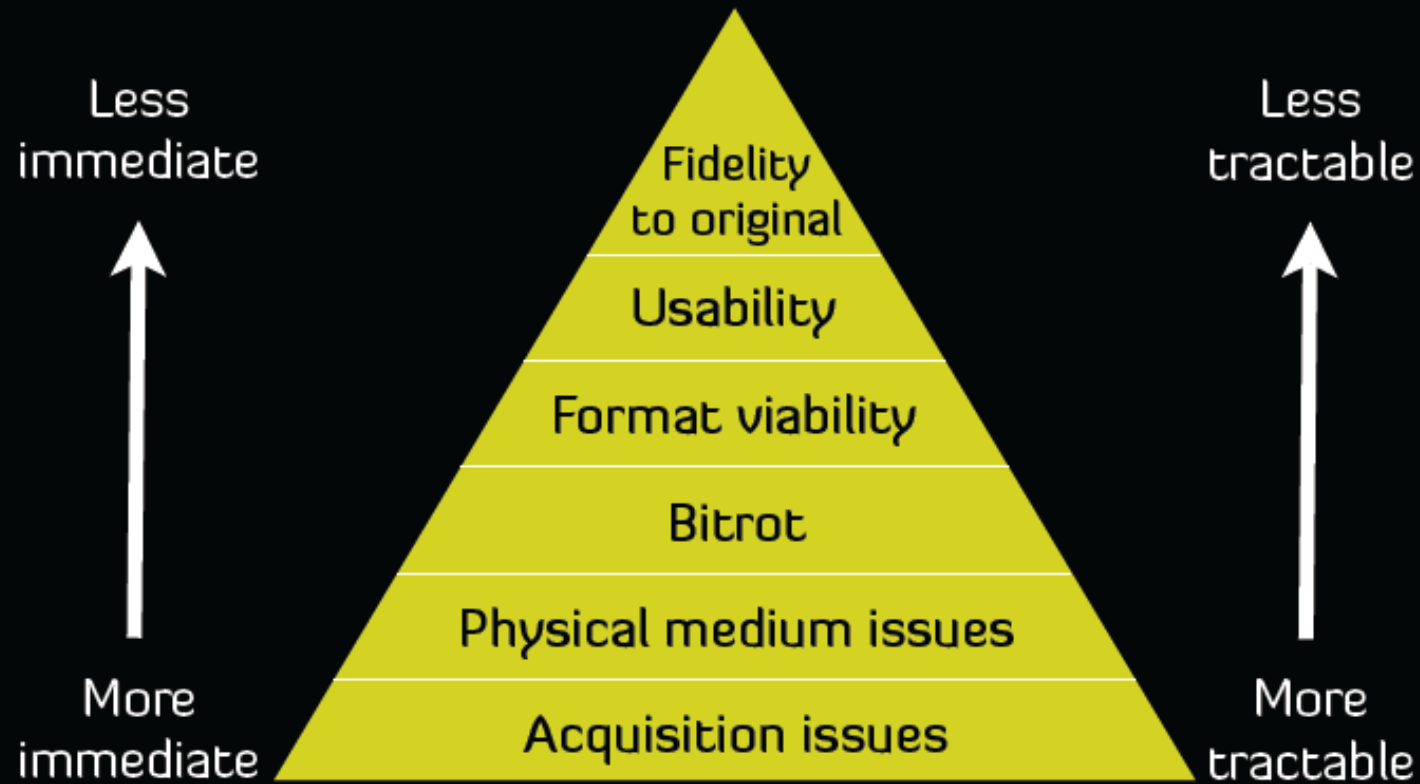 Less
immediate
More
immediate
Fidelity
to original
Usability
Format viability
Bitrot
Physical medium issues
Acquisition issues
Less
tractable
More
tractable